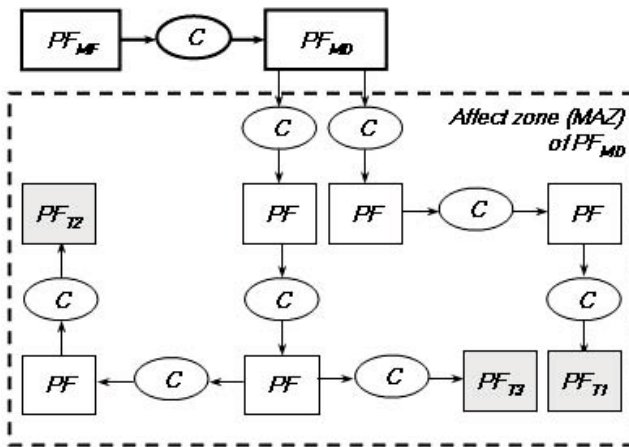 PF_MF C PF_MD
C C Affect zone (MAZ)
of PF_MD
PF_T2 PF PF C PF
C C C
PF C PF C PF_T3 PF_T1